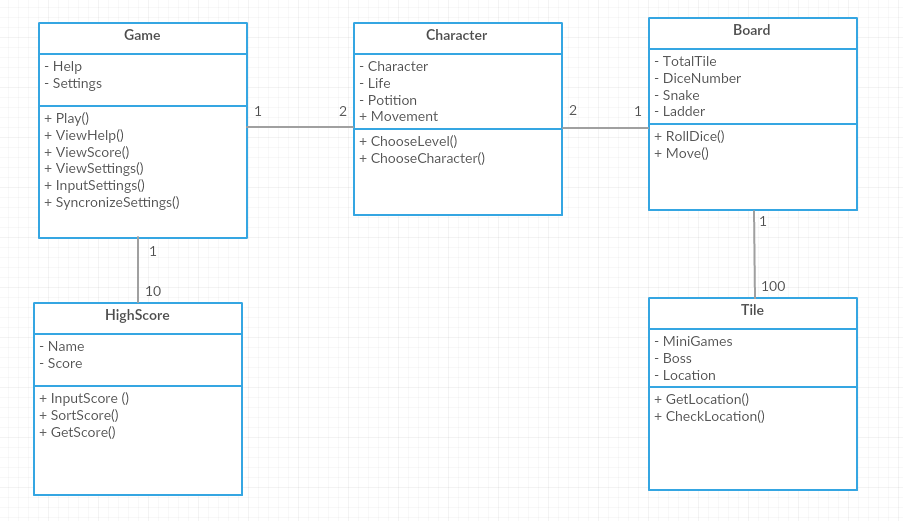 Game
- Help
- Settings
+ Play()
+ ViewHelp()
+ ViewScore()
+ ViewSettings()
+ InputSettings()
+ SyncronizeSettings()
1
2
Character
- Character
- Life
- Potition
+ Movement
+ ChooseLevel()
+ ChooseCharacter()
2
1
Board
- TotalTile
- DiceNumber
- Snake
- Ladder
+ RollDice()
+ Move()
1
10
HighScore
- Name
- Score
+ InputScore ()
+ SortScore()
+ GetScore()
1
100
Tile
- MiniGames
- Boss
- Location
+ GetLocation()
+ CheckLocation()